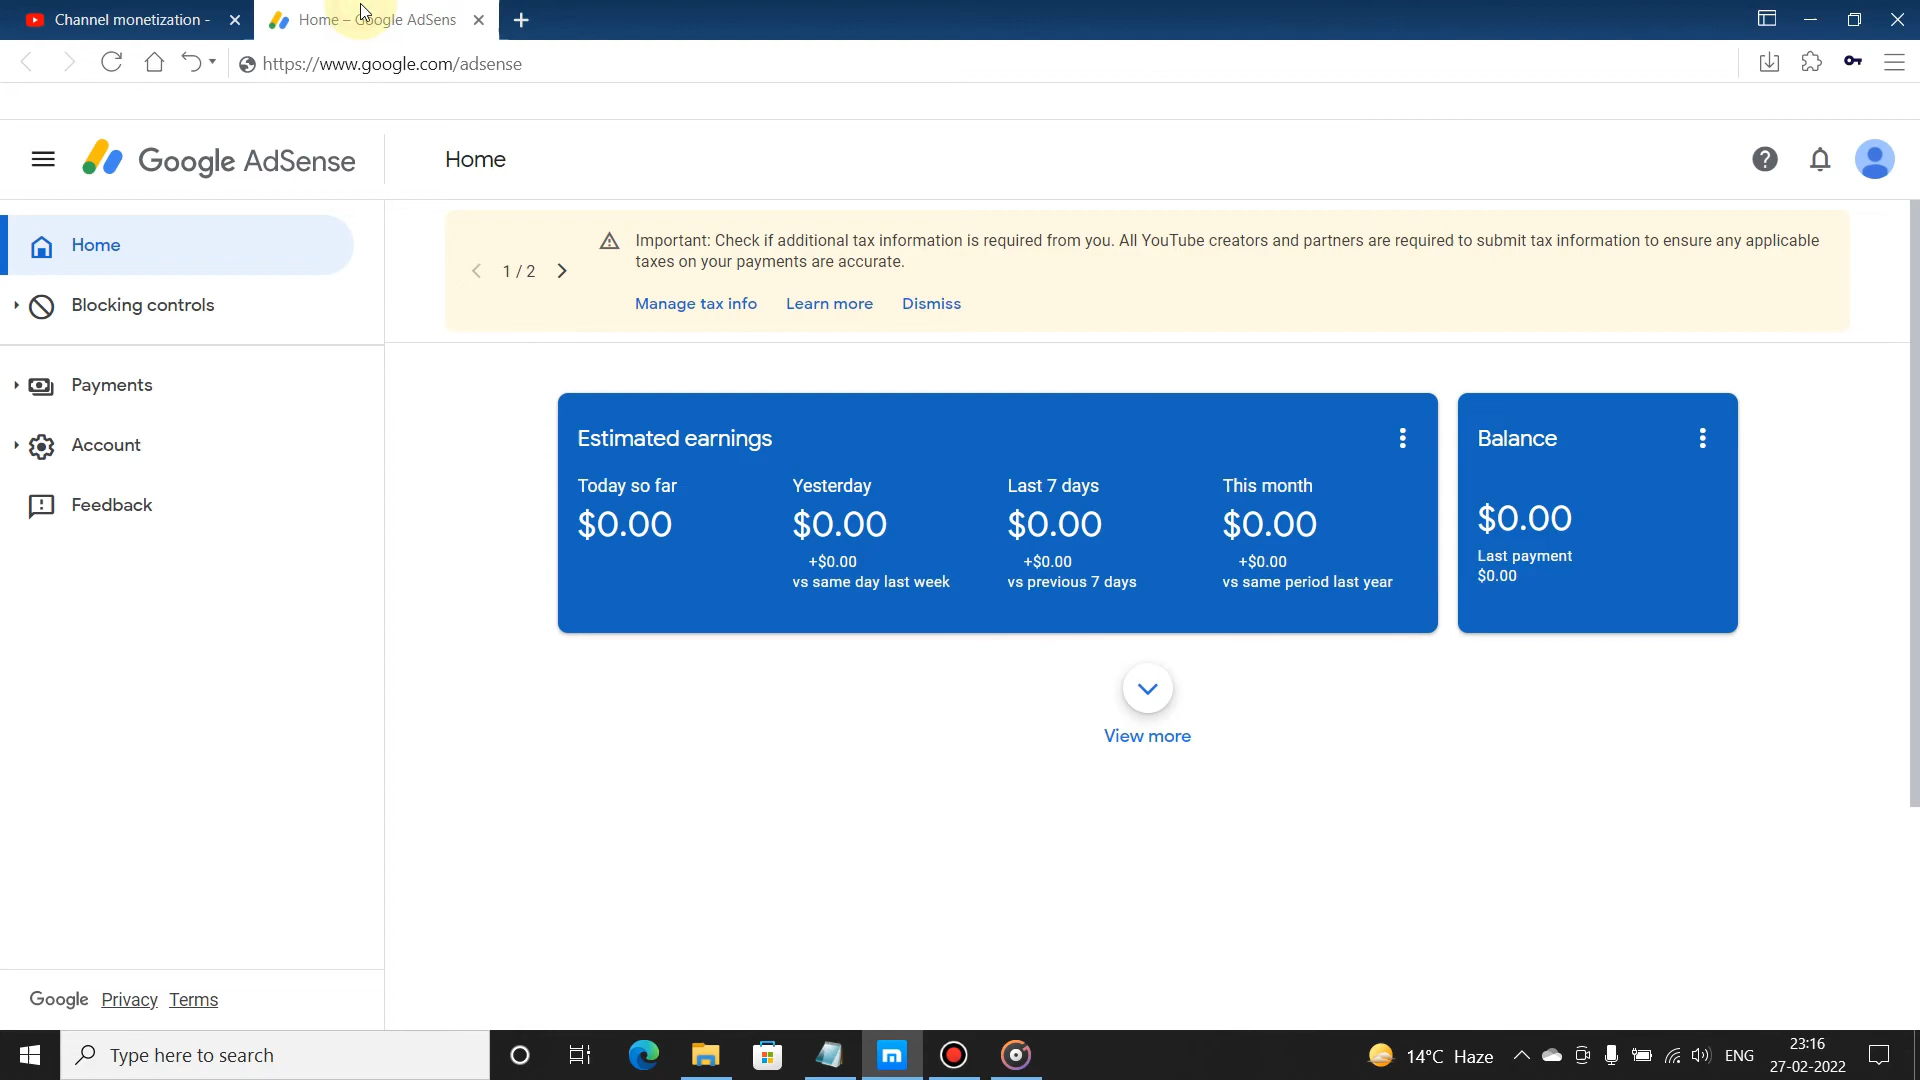 Channel monetization -
Home – Google AdSens
https://www.google.com/adsense
Google AdSense
Home
Home
Blocking controls
Payments
Account
Feedback
1 / 2
Important: Check if additional tax information is required from you. All YouTube creators and partners are required to submit tax information to ensure any applicable
taxes on your payments are accurate.
Manage tax info Learn more Dismiss
Estimated earnings
Today so far
$0.00
Yesterday
$0.00
+$0.00
vs same day last week
Last 7 days
$0.00
+$0.00
vs previous 7 days
This month
$0.00
+$0.00
vs same period last year
Balance
$0.00
Last payment
$0.00
View more
Google Privacy Terms
Type here to search
14°C Haze
ENG
23:16
27-02-2022